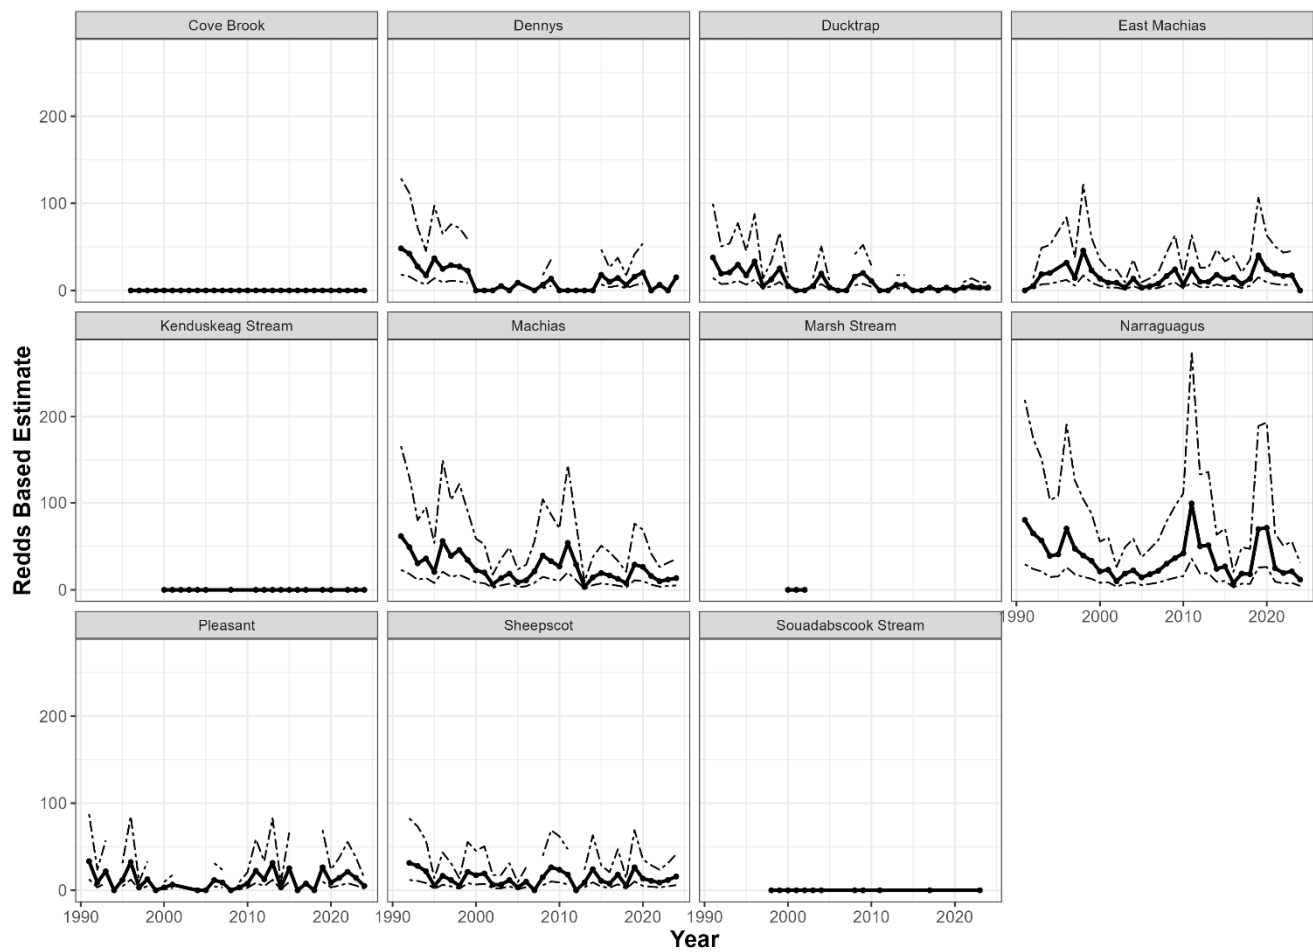 Cove Brook Dennys Ducktrap East Machias
200
100
0
Kenduskeag Stream Machias Marsh Stream Narraguagus
200
100
0
1990 2000 2010 2020
Pleasant Sheepscot Souadabscook Stream
200
100
0
1990 2000 2010 2020 1990 2000 2010 2020 1990 2000 2010 2020
Year
Redds Based Estimate